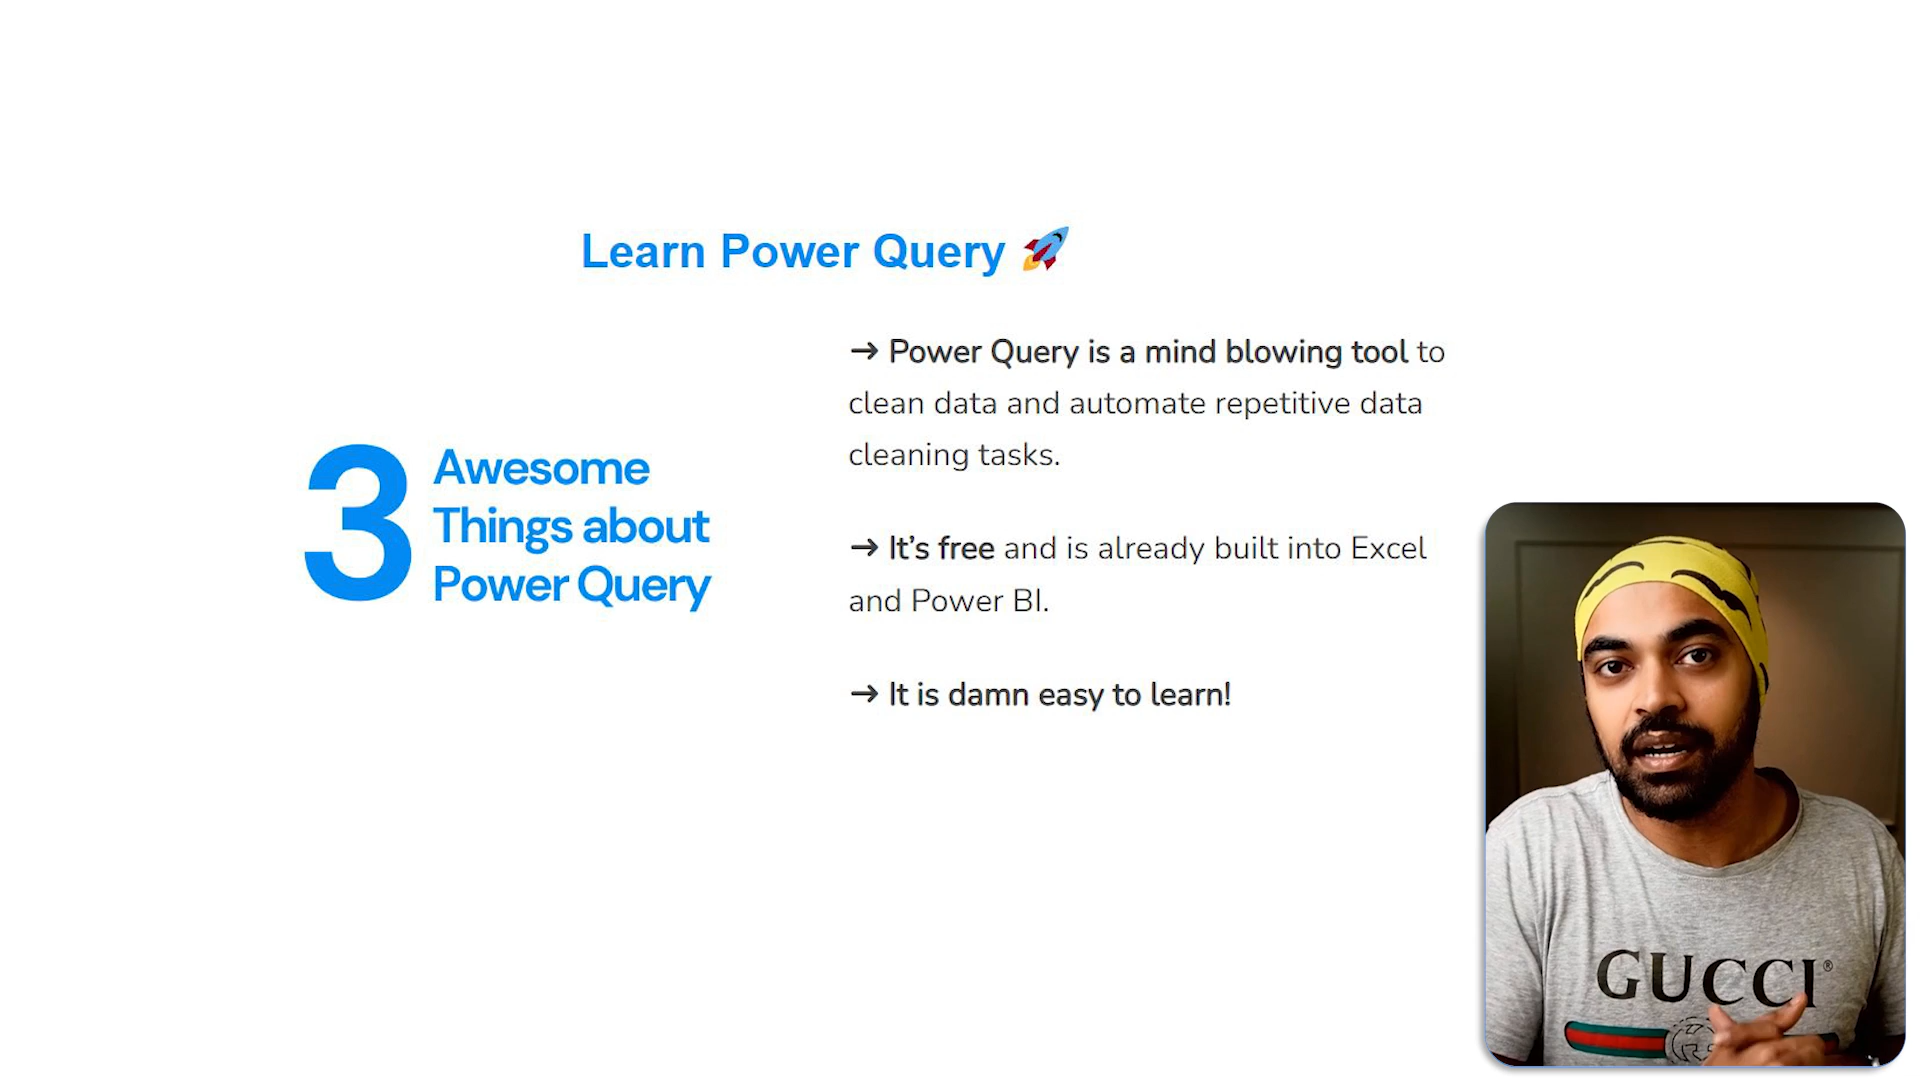 Learn Power Query 🚀
3
Awesome
Things about
Power Query
→ Power Query is a mind blowing tool to
clean data and automate repetitive data
cleaning tasks.
→ It’s free and is already built into Excel
and Power BI.
→ It is damn easy to learn!
GUCCI®